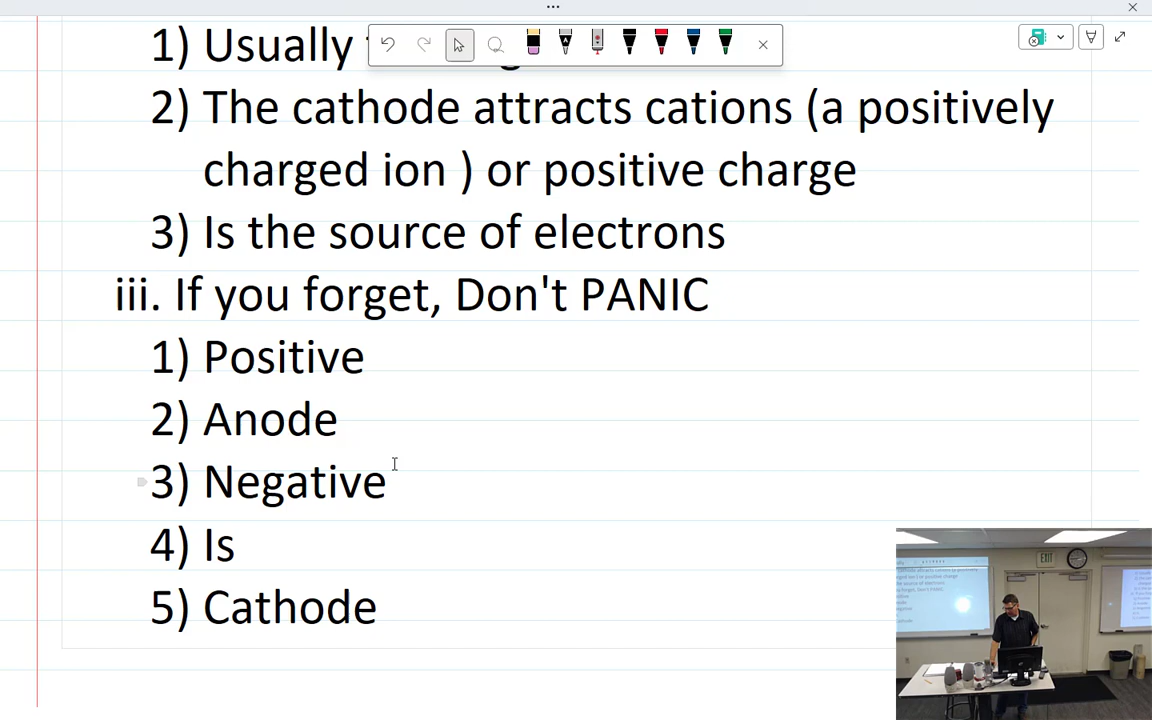 1) Usually
2) The cathode attracts cations (a positively
charged ion ) or positive charge
3) Is the source of electrons
iii. If you forget, Don't PANIC
1) Positive
2) Anode
3) Negative
4) Is
5) Cathode
EXIT